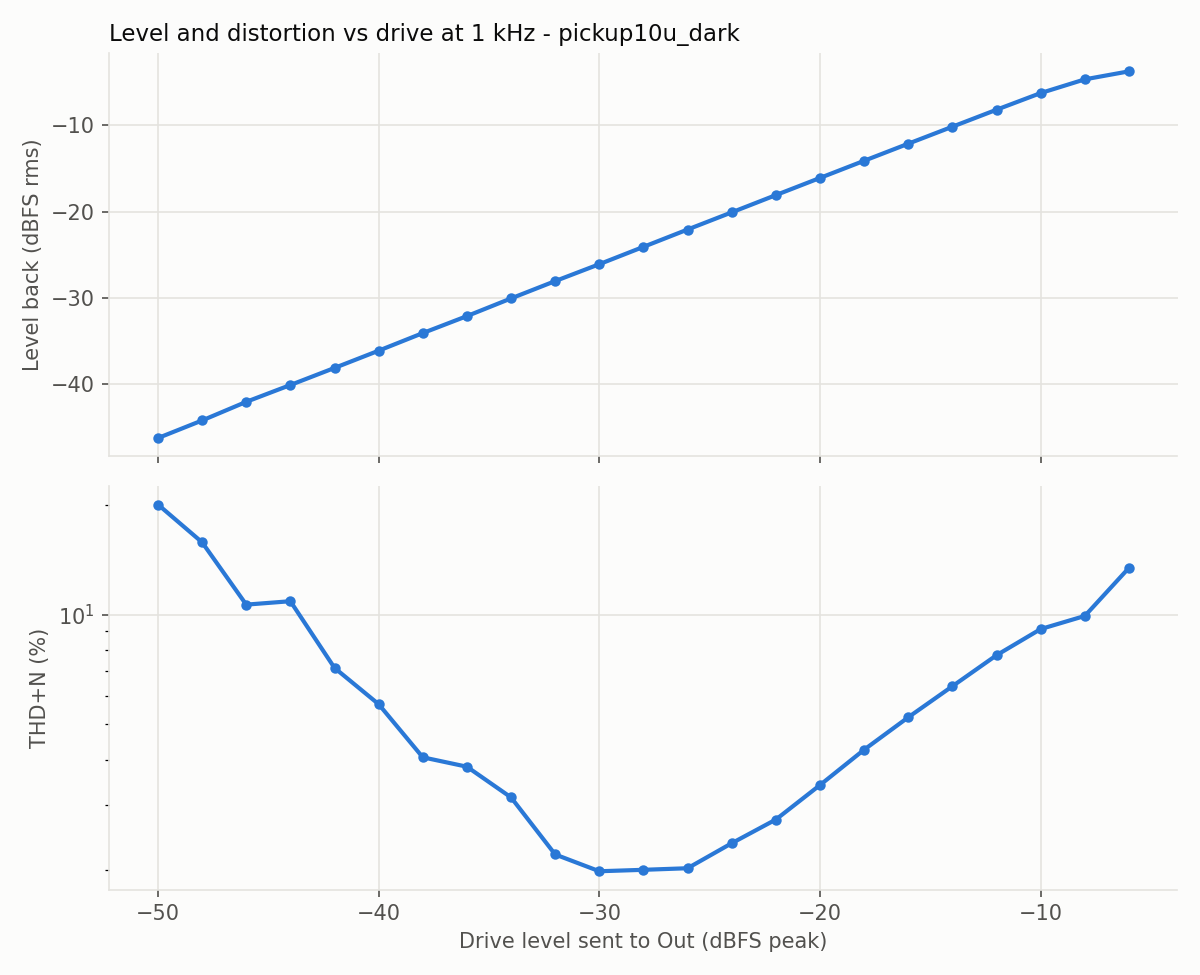 Level and distortion vs drive at 1 kHz - pickup10u_dark
Level back (dBFS rms)
−10
−20
−30
−40
THD+N (%)
10¹
−50
−40
−30
−20
−10
Drive level sent to Out (dBFS peak)